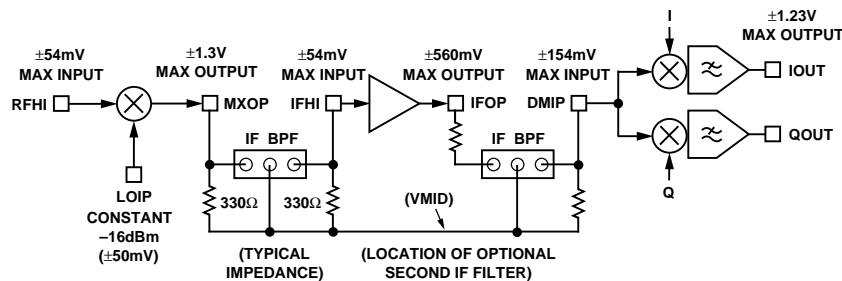 ±54mV
MAX INPUT
±1.3V
MAX OUTPUT
±54mV
MAX INPUT
±560mV
MAX OUTPUT
±154mV
MAX INPUT
I
±1.23V
MAX OUTPUT
RFHI
MXOP
IFHI
IFOP
DMIP
IOUT
IF BPF
IF BPF
QOUT
LOIP
CONSTANT
–16dBm
(±50mV)
330Ω
330Ω
(VMID)
Q
(TYPICAL
IMPEDANCE)
(LOCATION OF OPTIONAL
SECOND IF FILTER)